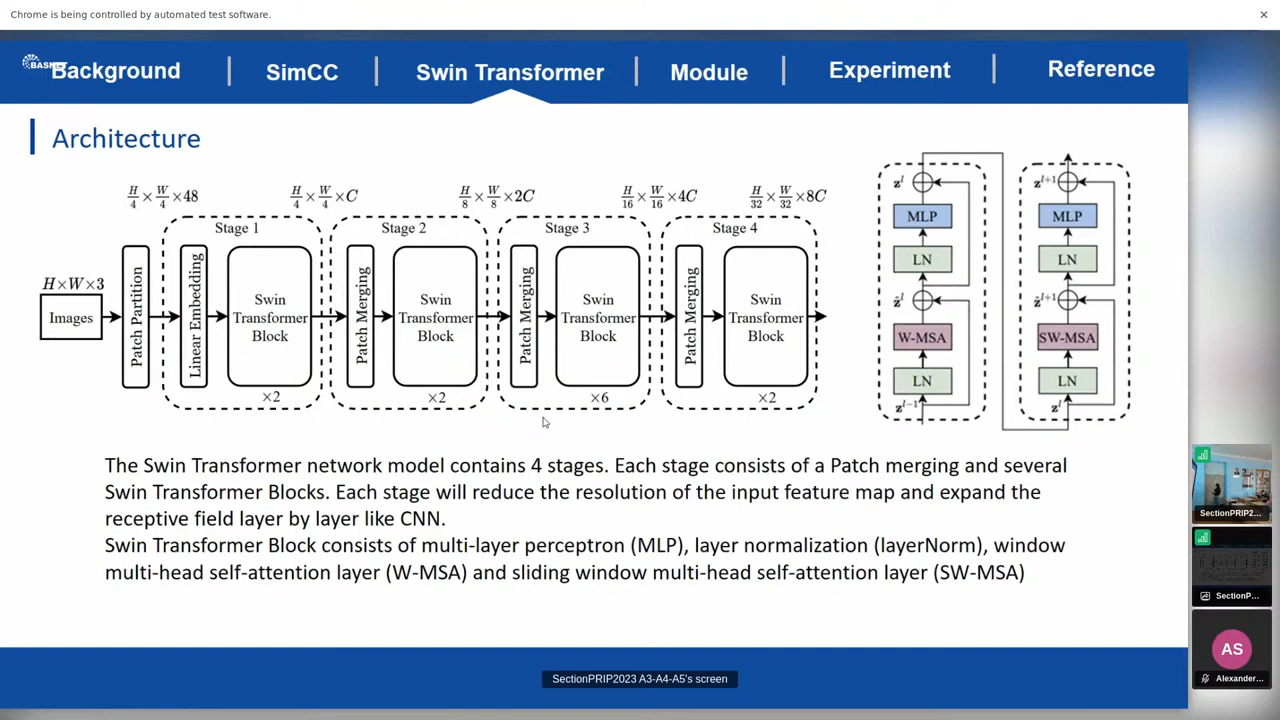 Chrome is being controlled by automated test software.
BASNET
Background | SimCC | Swin Transformer | Module | Experiment | Reference
Architecture
H/4 × W/4 × 48
H/4 × W/4 × C
H/8 × W/8 × 2C
H/16 × W/16 × 4C
H/32 × W/32 × 8C
Stage 1
Stage 2
Stage 3
Stage 4
H×W×3
Images
Patch Partition
Linear Embedding
Swin
Transformer
Block
×2
Patch Merging
Swin
Transformer
Block
×2
Patch Merging
Swin
Transformer
Block
×6
Patch Merging
Swin
Transformer
Block
×2
z^l
MLP
LN
ẑ^l
W-MSA
LN
z^l-1
z^l+1
MLP
LN
ẑ^l+1
SW-MSA
LN
z^l
The Swin Transformer network model contains 4 stages. Each stage consists of a Patch merging and several
Swin Transformer Blocks. Each stage will reduce the resolution of the input feature map and expand the
receptive field layer by layer like CNN.
Swin Transformer Block consists of multi-layer perceptron (MLP), layer normalization (layerNorm), window
multi-head self-attention layer (W-MSA) and sliding window multi-head self-attention layer (SW-MSA)
SectionPRIP2...
SectionP...
AS
Alexander...
SectionPRIP2023 A3-A4-A5's screen